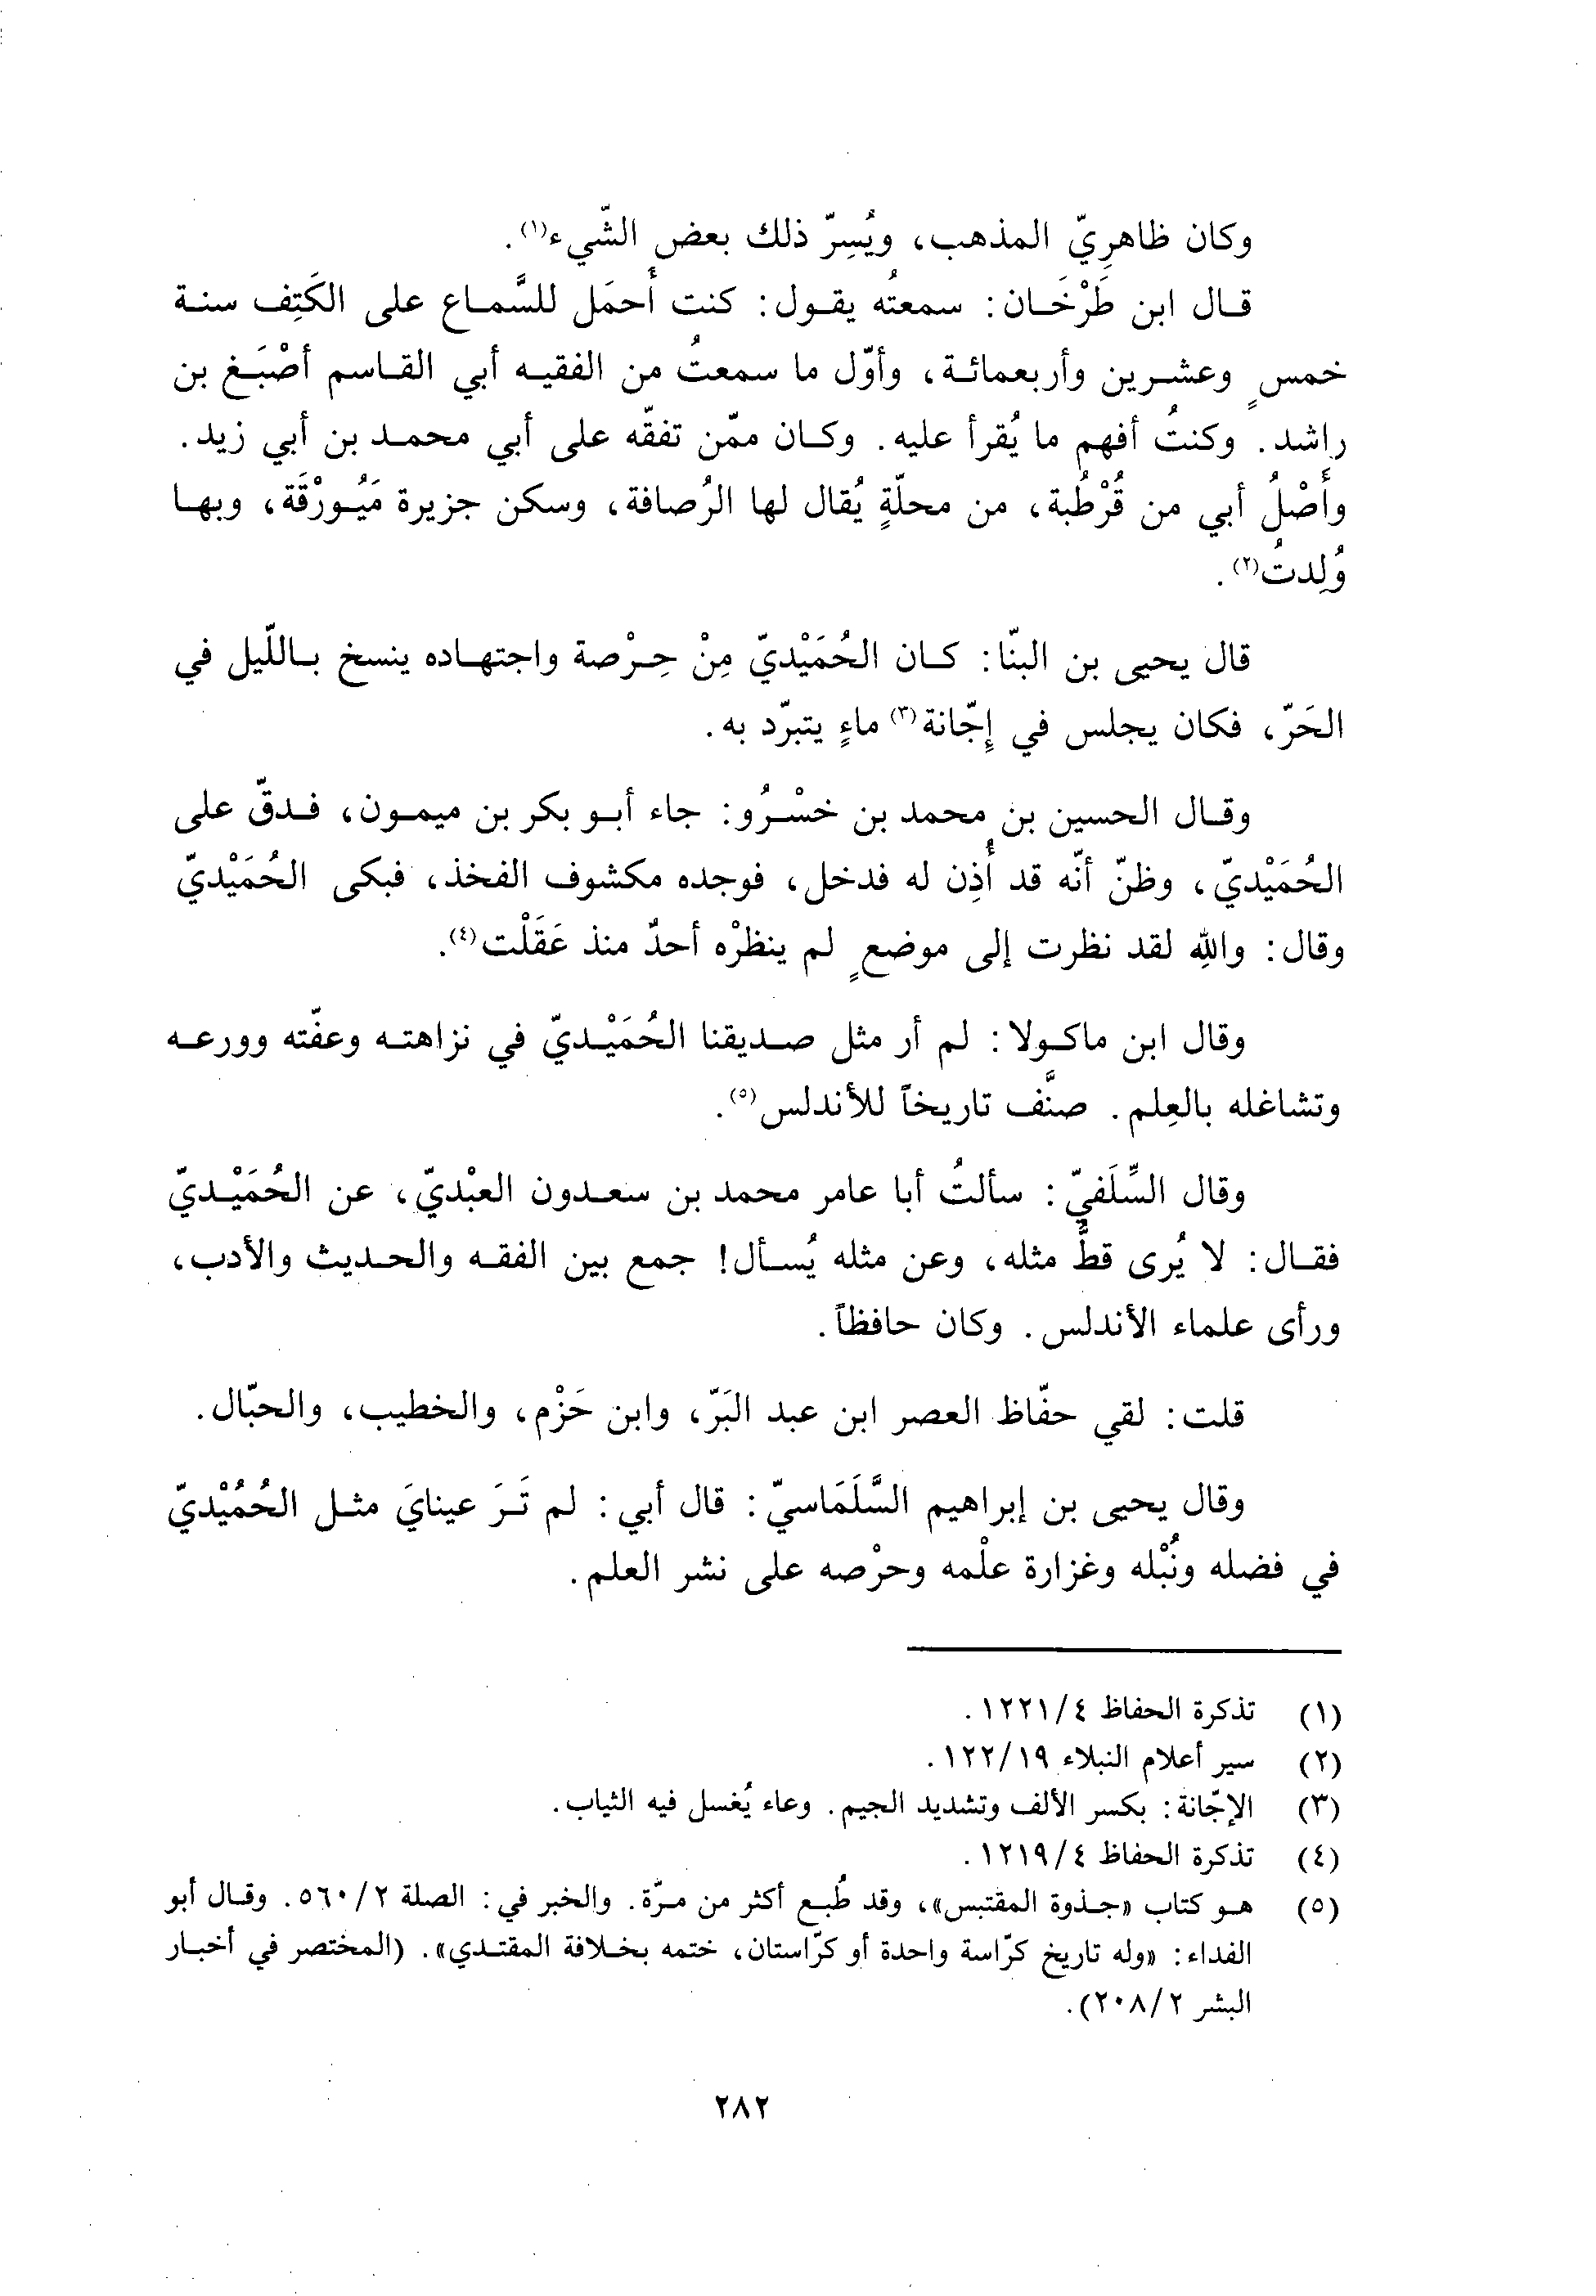 وكان ظاهرِيّ المذهب، ويُسِرّ ذلك بعض الشّيء(١).
قال ابن طَرْخَان: سمعتُه يقول: كنت أُحمَل للسَّماع على الكَتِف سنة
خمسٍ وعشرين وأربعمائة، وأوّل ما سمعتُ من الفقيه أبي القاسم أصْبَغ بن
راشد. وكنتُ أفهم ما يُقرأ عليه. وكان ممّن تفقّه على أبي محمد بن أبي زيد.
وأَصْلُ أبي من قُرْطُبة، من محلّةٍ يُقال لها الرُصافة، وسكن جزيرة مَيُورْقَة، وبها
وُلِدتُ(٢).
قال يحيى بن البنّا: كان الحُمَيْديّ مِنْ حِرْصة واجتهاده ينسخ باللّيل في
الحَرّ، فكان يجلس في إِجّانة(٣) ماءٍ يتبرّد به.
وقال الحسين بن محمد بن خسْرُو: جاء أبو بكر بن ميمون، فدقّ على
الحُمَيْديّ، وظنّ أنّه قد أُذِن له فدخل، فوجده مكشوف الفخذ، فبكى الحُمَيْديّ
وقال: واللهِ لقد نظرت إلى موضعٍ لم ينظرْه أحدٌ منذ عَقَلْت(٤).
وقال ابن ماكولا: لم أر مثل صديقنا الحُمَيْديّ في نزاهته وعفّته وورعه
وتشاغله بالعِلم. صنَّف تاريخاً للأندلس(٥).
وقال السِّلَفيّ: سألتُ أبا عامر محمد بن سعدون العبْديّ، عن الحُمَيْديّ
فقال: لا يُرى قطُّ مثله، وعن مثله يُسأل! جمع بين الفقه والحديث والأدب،
ورأى علماء الأندلس. وكان حافظاً.
قلت: لقي حفّاظ العصر ابن عبد البَرّ، وابن حَزْم، والخطيب، والحبّال.
وقال يحيى بن إبراهيم السَّلَمَاسيّ: قال أبي: لم تَرَ عينايَ مثل الحُمُيْديّ
في فضله ونُبْله وغزارة علْمه وحرْصه على نشر العلم.
(١) تذكرة الحفاظ ٤/١٢٢١.
(٢) سير أعلام النبلاء ١٩/١٢٢.
(٣) الإجّانة: بكسر الألف وتشديد الجيم. وعاء يُغسل فيه الثياب.
(٤) تذكرة الحفاظ ٤/١٢١٩.
(٥) هو كتاب «جذوة المقتبس»، وقد طُبع أكثر من مرّة. والخبر في: الصلة ٢/٥٦٠. وقال أبو
الفداء: «وله تاريخ كرّاسة واحدة أو كرّاستان، ختمه بخلافة المقتدي». (المختصر في أخبار
البشر ٢/٢٠٨).
٢٨٢